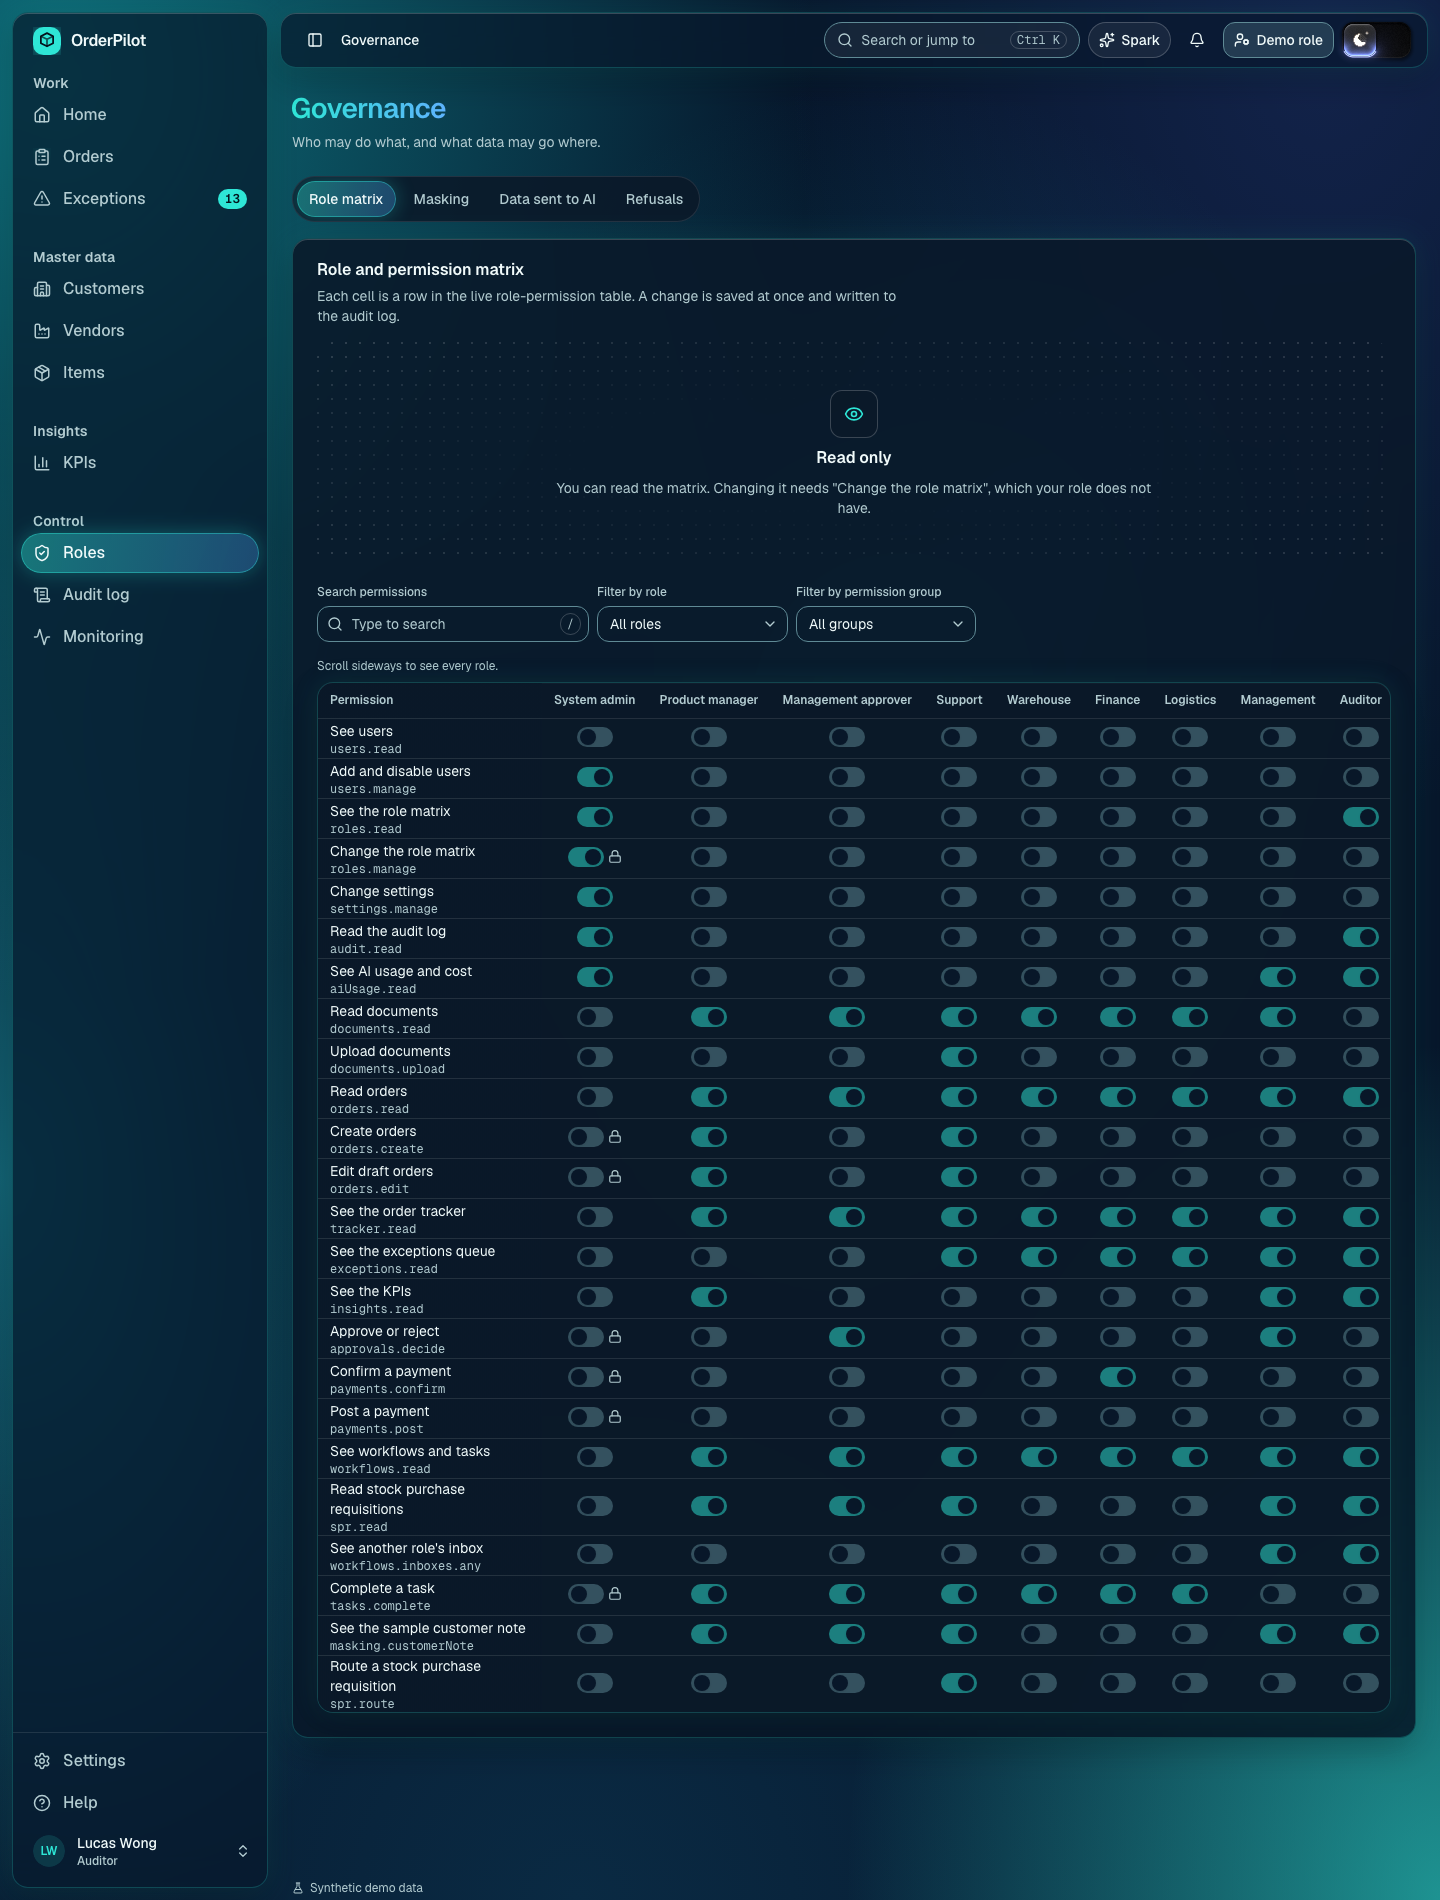 OrderPilot
Work
Home
Orders
Exceptions
13
Master data
Customers
Vendors
Items
Insights
KPIs
Control
Roles
Audit log
Monitoring
Settings
Help
LW
Lucas Wong
Auditor
Governance
Search or jump to
Ctrl K
Spark
Demo role
Governance
Who may do what, and what data may go where.
Role matrix
Masking
Data sent to AI
Refusals
Role and permission matrix
Each cell is a row in the live role-permission table. A change is saved at once and written to
the audit log.
Read only
You can read the matrix. Changing it needs "Change the role matrix", which your role does not
have.
Search permissions
Type to search
/
Filter by role
All roles
Filter by permission group
All groups
Scroll sideways to see every role.
Permission System admin Product manager Management approver Support Warehouse Finance Logistics Management Auditor
See users
users.read
Add and disable users
users.manage
See the role matrix
roles.read
Change the role matrix
roles.manage
Change settings
settings.manage
Read the audit log
audit.read
See AI usage and cost
aiUsage.read
Read documents
documents.read
Upload documents
documents.upload
Read orders
orders.read
Create orders
orders.create
Edit draft orders
orders.edit
See the order tracker
tracker.read
See the exceptions queue
exceptions.read
See the KPIs
insights.read
Approve or reject
approvals.decide
Confirm a payment
payments.confirm
Post a payment
payments.post
See workflows and tasks
workflows.read
Read stock purchase
requisitions
spr.read
See another role's inbox
workflows.inboxes.any
Complete a task
tasks.complete
See the sample customer note
masking.customerNote
Route a stock purchase
requisition
spr.route
Synthetic demo data